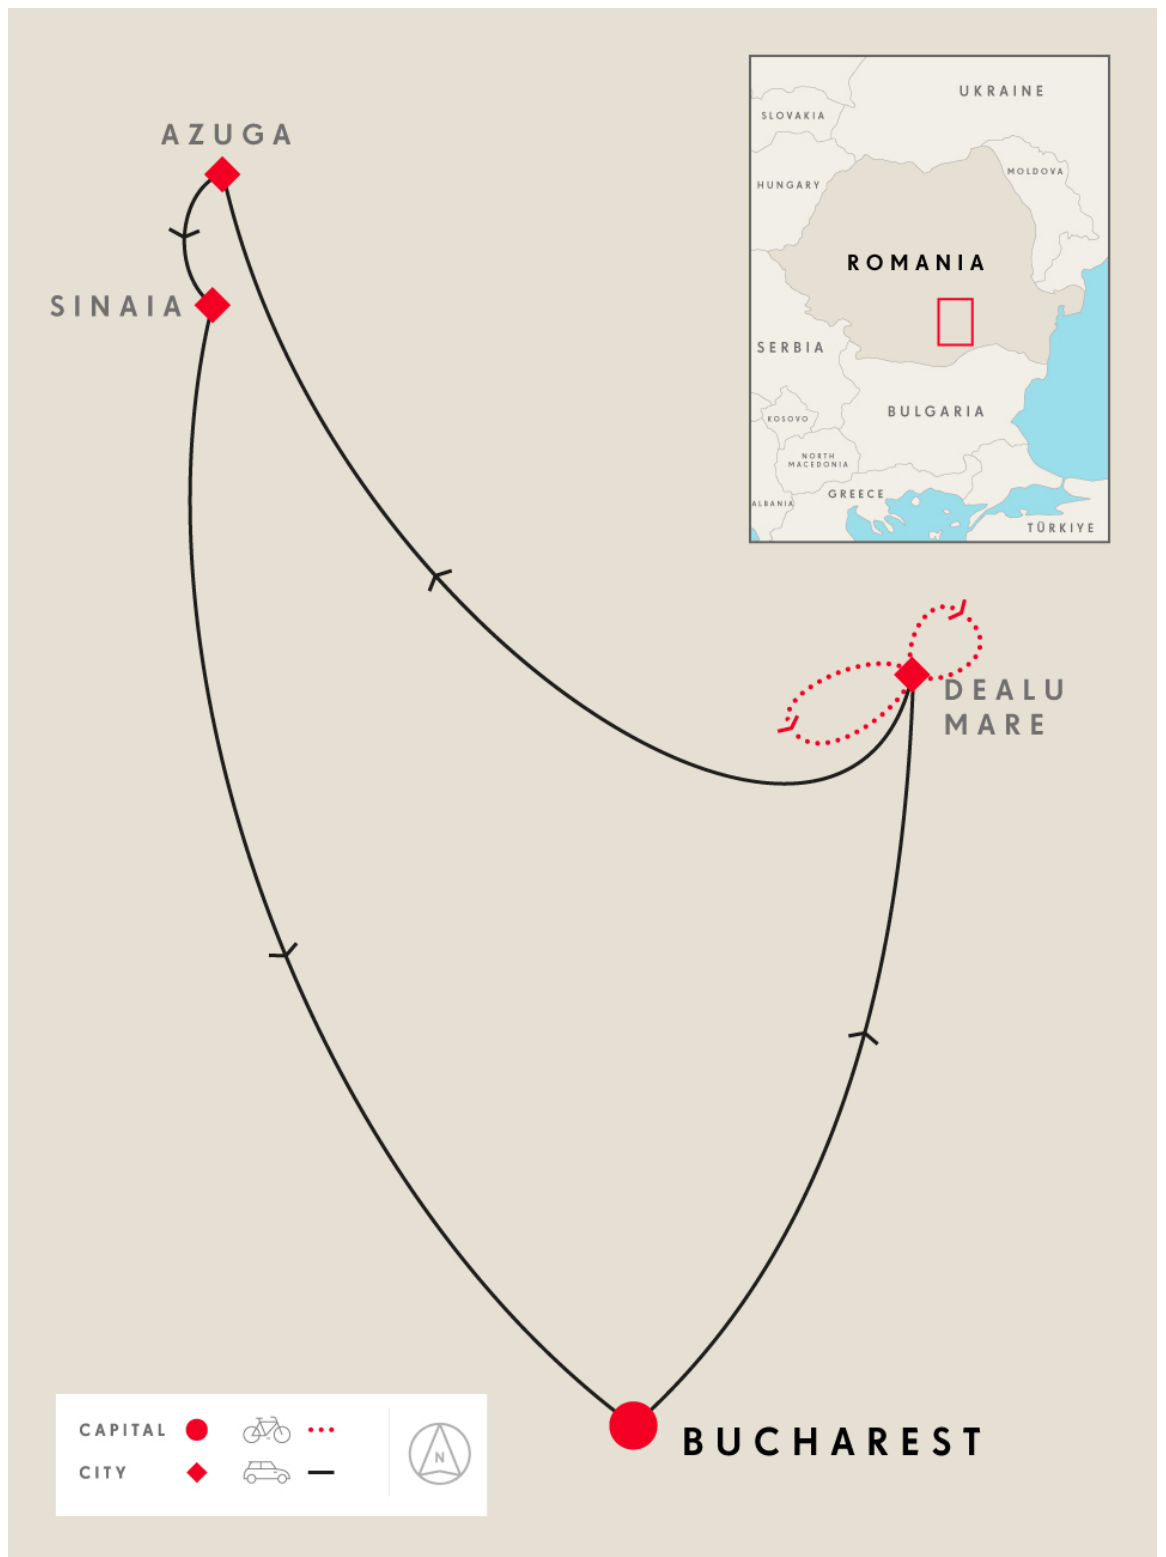 AZUGA
SINAIA
UKRAINE
SLOVAKIA
MOLDOVA
HUNGARY
ROMANIA
SERBIA
BULGARIA
KOSOVO
NORTH
MACEDONIA
GREECE
ALBANIA
TÜRKIYE
DEALU
MARE
BUCHAREST
CAPITAL
CITY
N